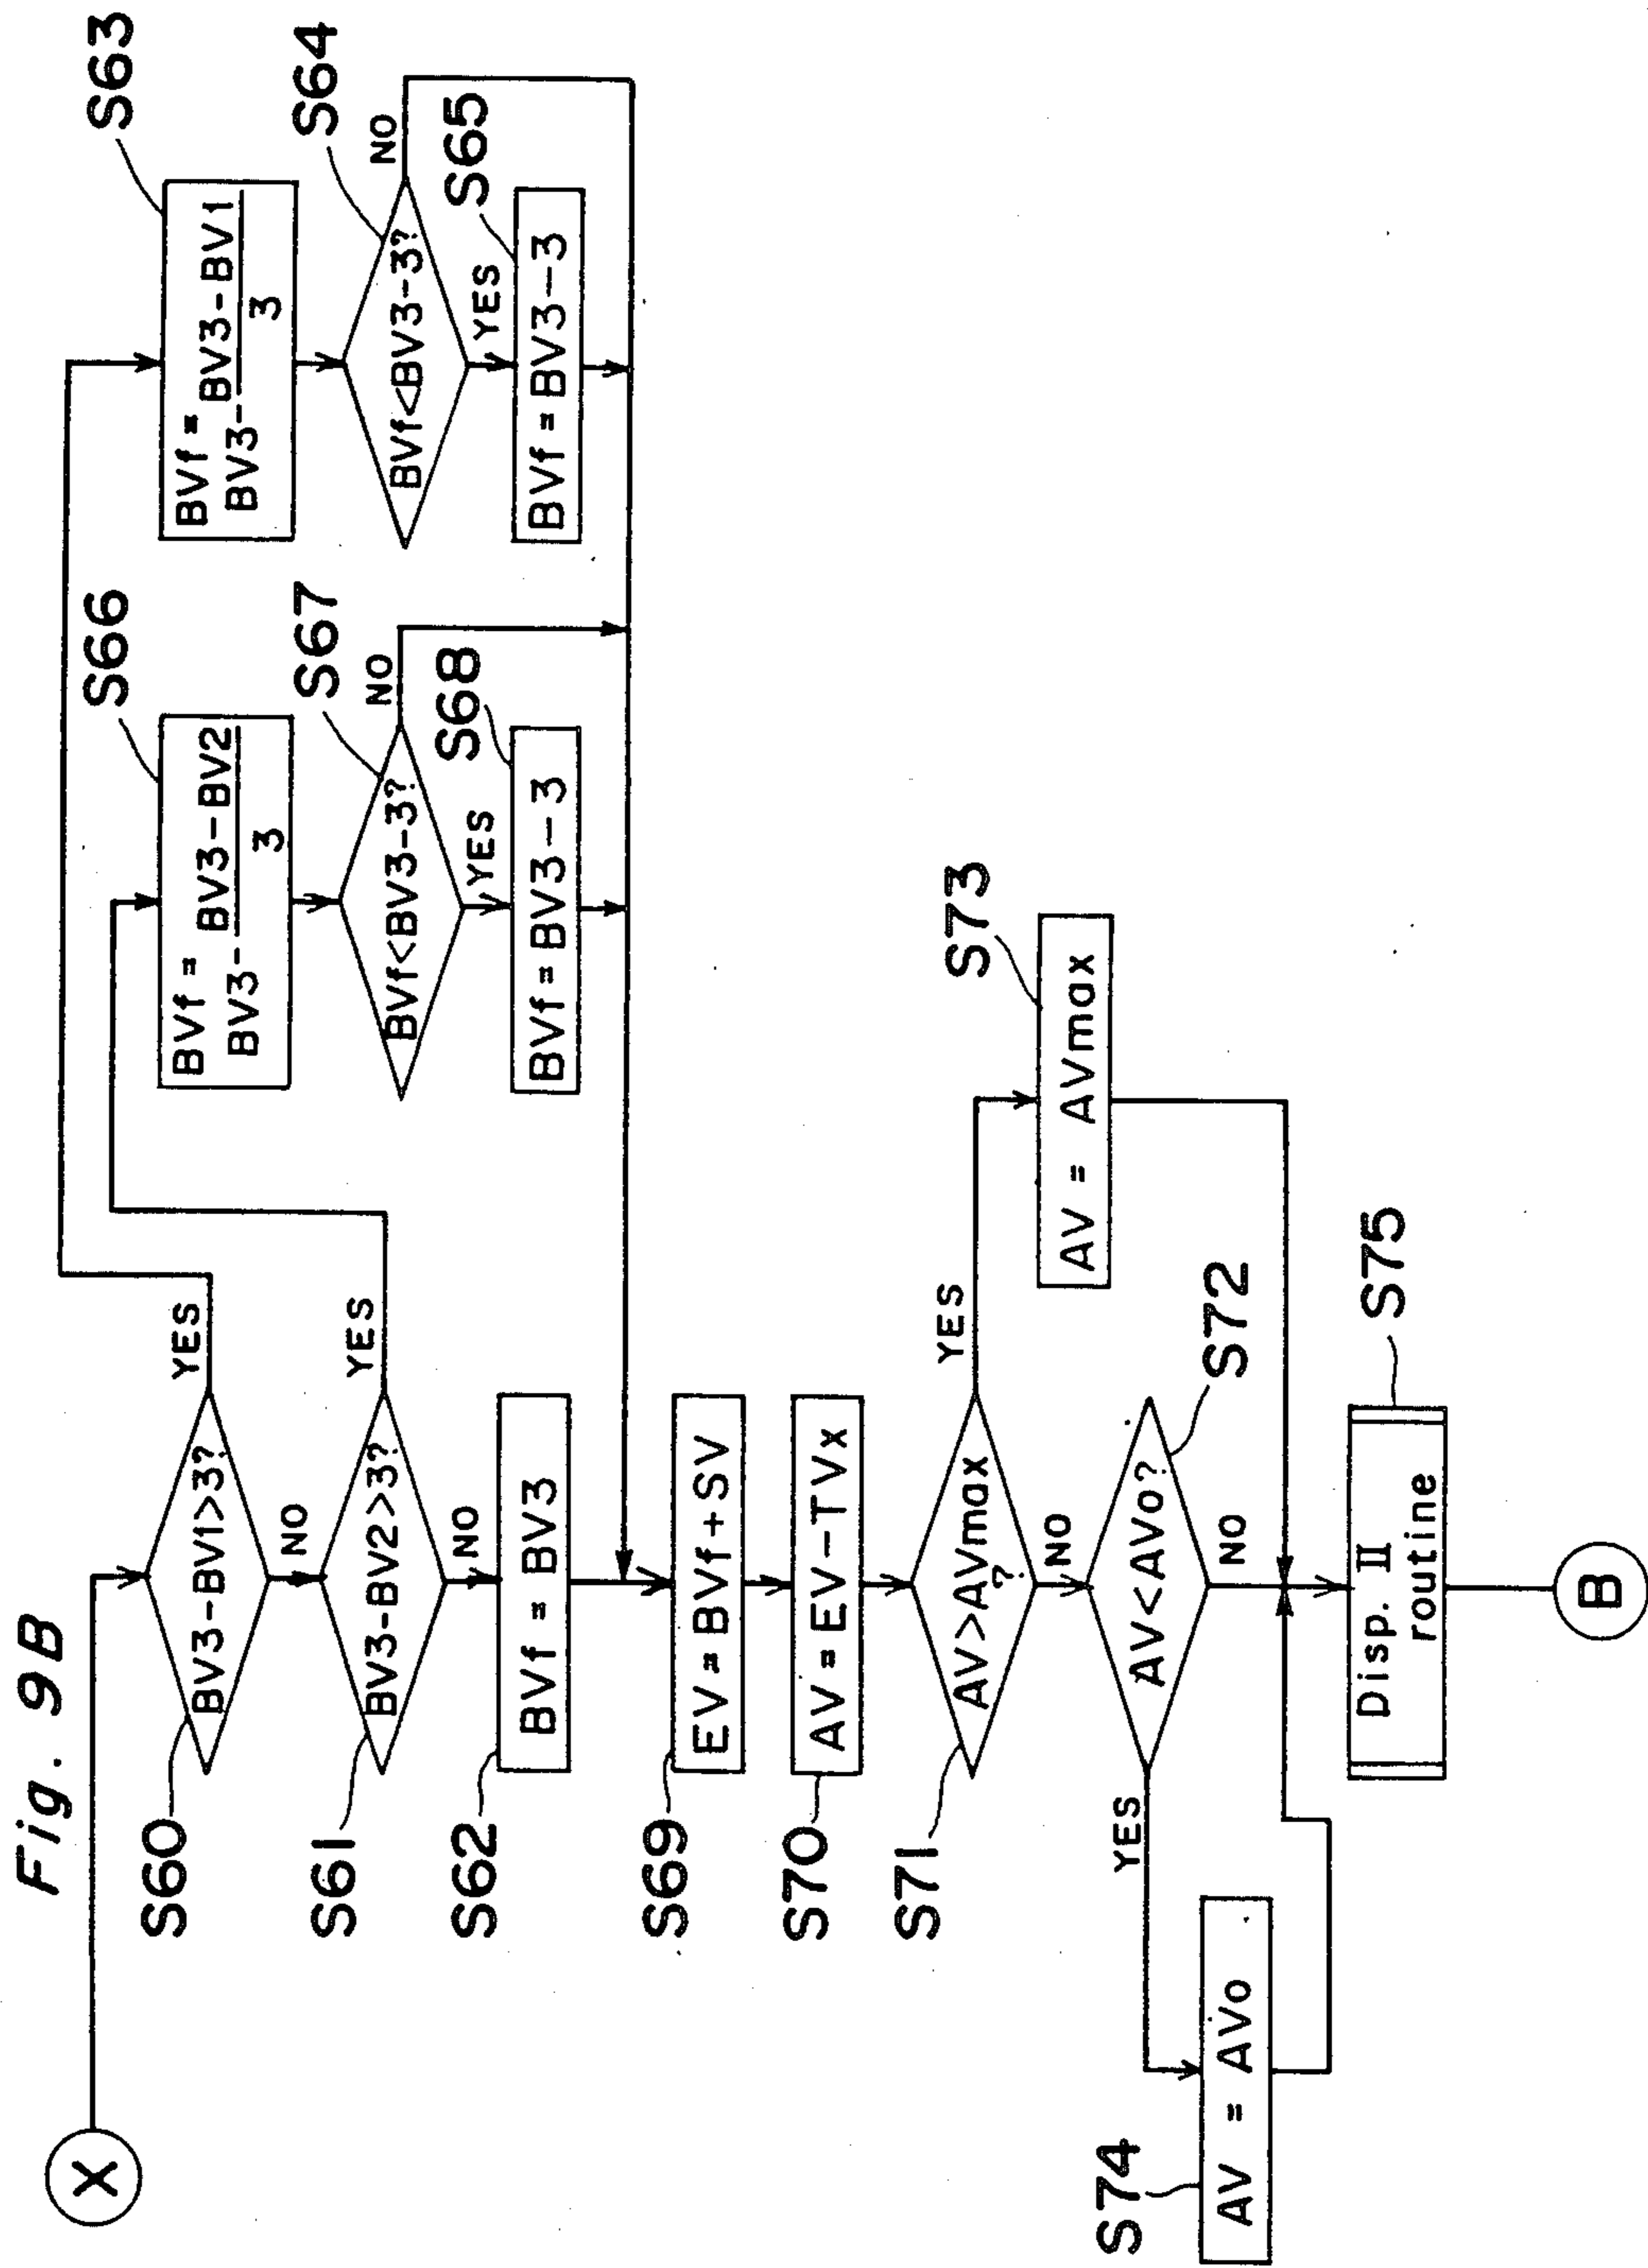 Fig. 9B
X
S60
BV3-BV1>3?
YES
NO
S61
BV3-BV2>3?
YES
NO
S62
BVf = BV3
S63
BVf =
BV3-BV3-BV1
3
S64
BVf<BV3-3?
NO
YES
S65
BVf = BV3-3
S66
BVf =
BV3-BV3-BV2
3
S67
BVf<BV3-3?
NO
YES
S68
BVf = BV3-3
S69
EV = BVf+SV
S70
AV = EV-TVx
S71
AV>AVmax
?
YES
NO
S73
AV = AVmax
S72
AV<AVo?
YES
NO
S74
AV = AVo
S75
Disp. II
routine
B